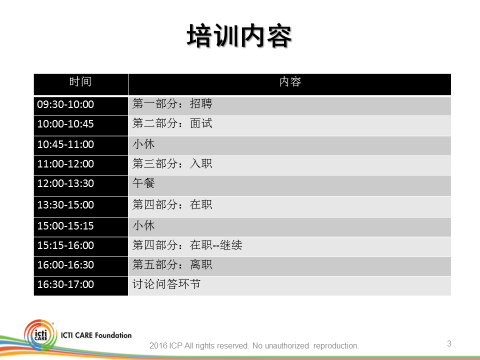 培训内容
时间 内容
09:30-10:00 第一部分：招聘
10:00-10:45 第二部分：面试
10:45-11:00 小休
11:00-12:00 第三部分：入职
12:00-13:30 午餐
13:30-15:00 第四部分：在职
15:00-15:15 小休
15:15-16:00 第四部分：在职--继续
16:00-16:30 第五部分：离职
16:30-17:00 讨论问答环节
icti CARE ICTI CARE Foundation
2016 ICP All rights reserved. No unauthorized reproduction. 3